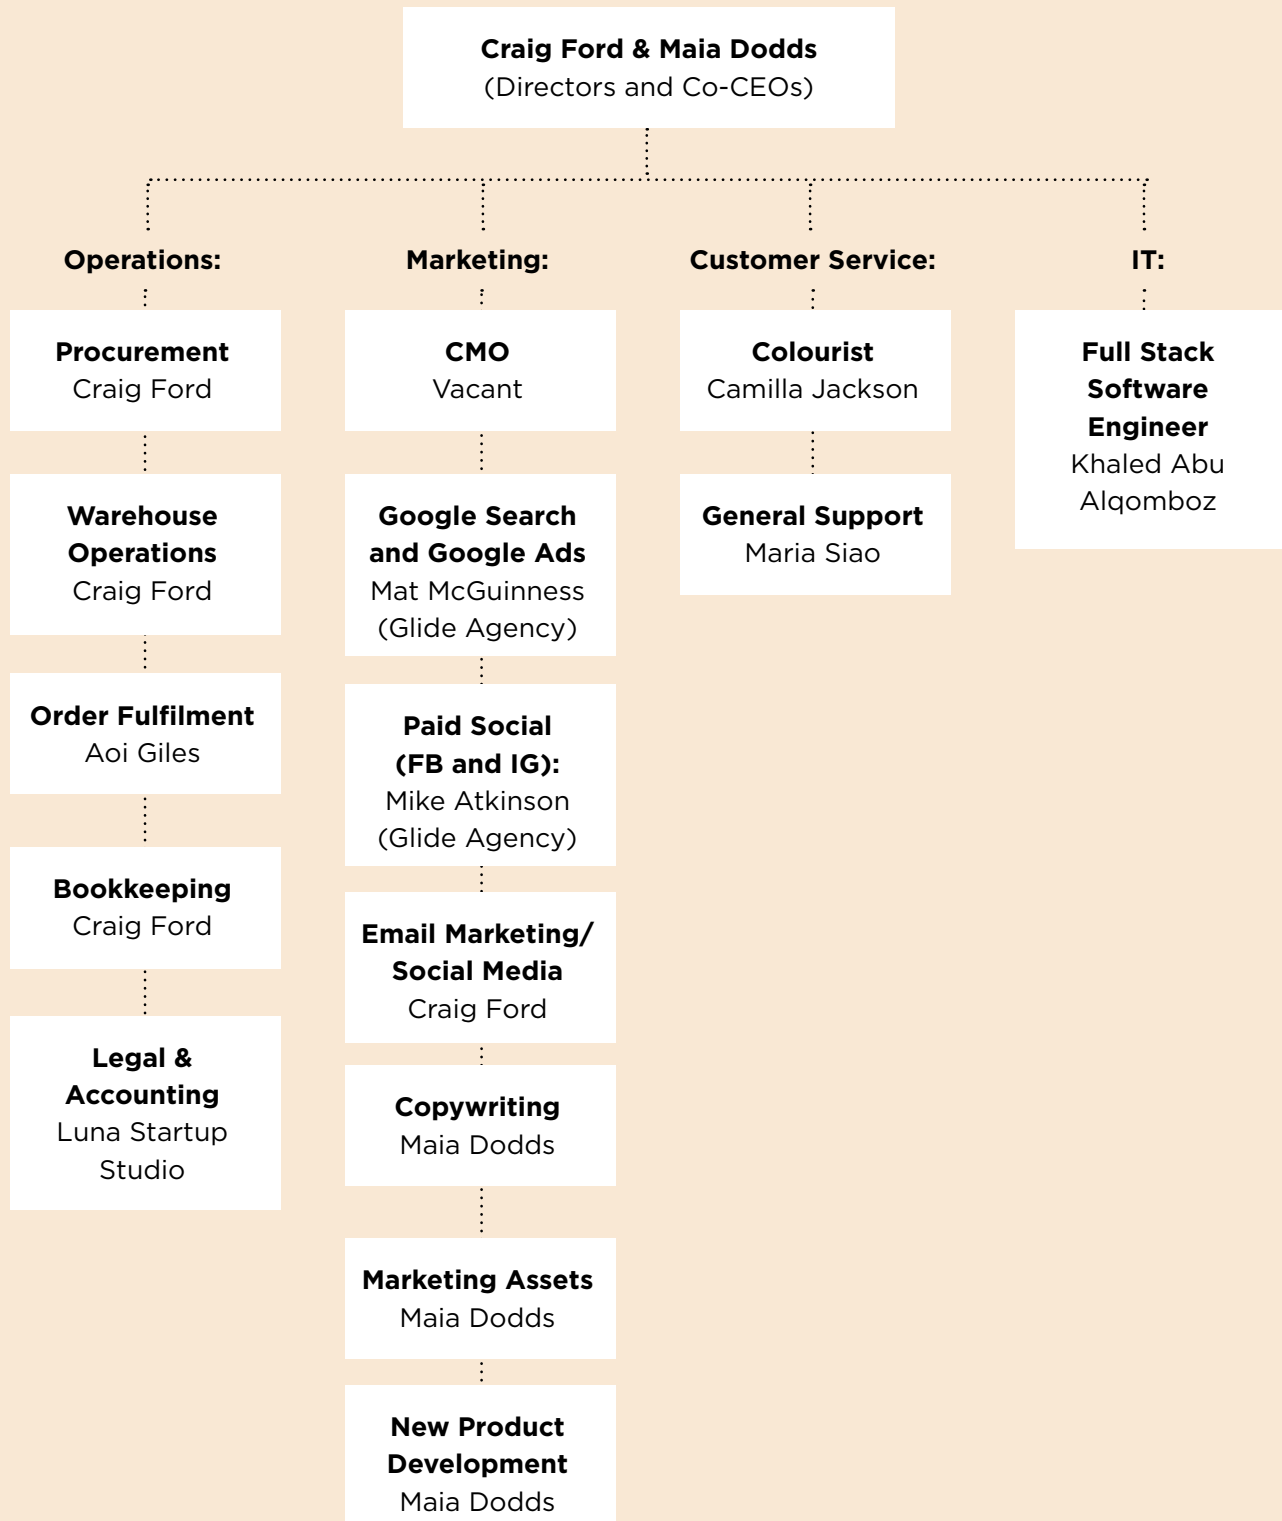 Craig Ford & Maia Dodds
(Directors and Co-CEOs)
Operations:
Procurement
Craig Ford
Warehouse
Operations
Craig Ford
Order Fulfilment
Aoi Giles
Bookkeeping
Craig Ford
Legal &
Accounting
Luna Startup
Studio
Marketing:
CMO
Vacant
Google Search
and Google Ads
Mat McGuinness
(Glide Agency)
Paid Social
(FB and IG):
Mike Atkinson
(Glide Agency)
Email Marketing/
Social Media
Craig Ford
Copywriting
Maia Dodds
Marketing Assets
Maia Dodds
New Product
Development
Maia Dodds
Customer Service:
Colourist
Camilla Jackson
General Support
Maria Siao
IT:
Full Stack
Software
Engineer
Khaled Abu
Alqomboz